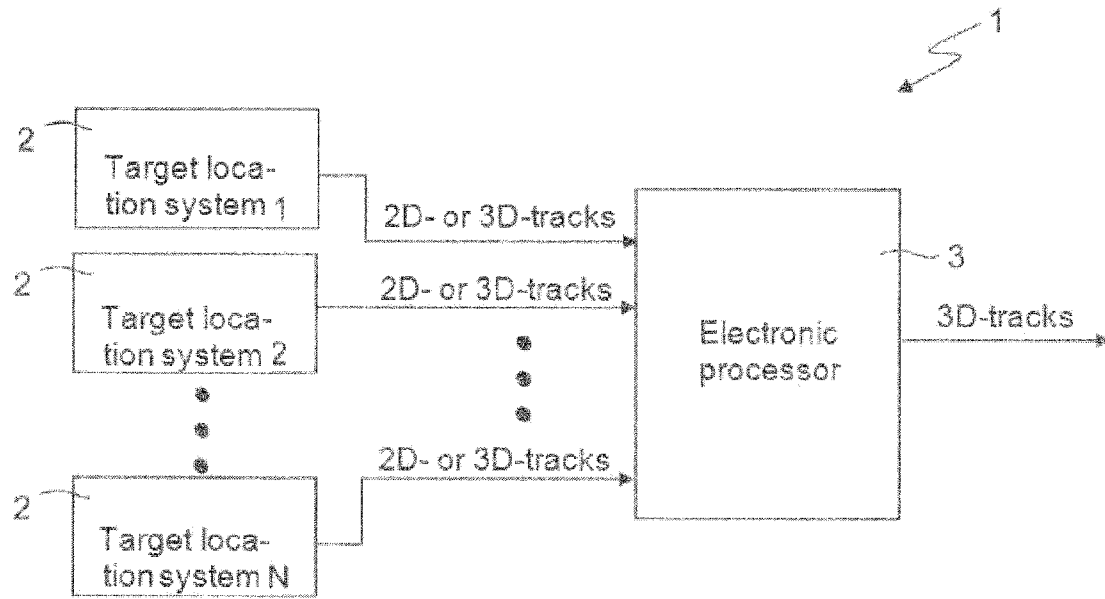 1
2
Target loca-
tion system 1
2D- or 3D-tracks
2
Target loca-
tion system 2
2D- or 3D-tracks
3
Electronic
processor
3D-tracks
2
Target loca-
tion system N
2D- or 3D-tracks